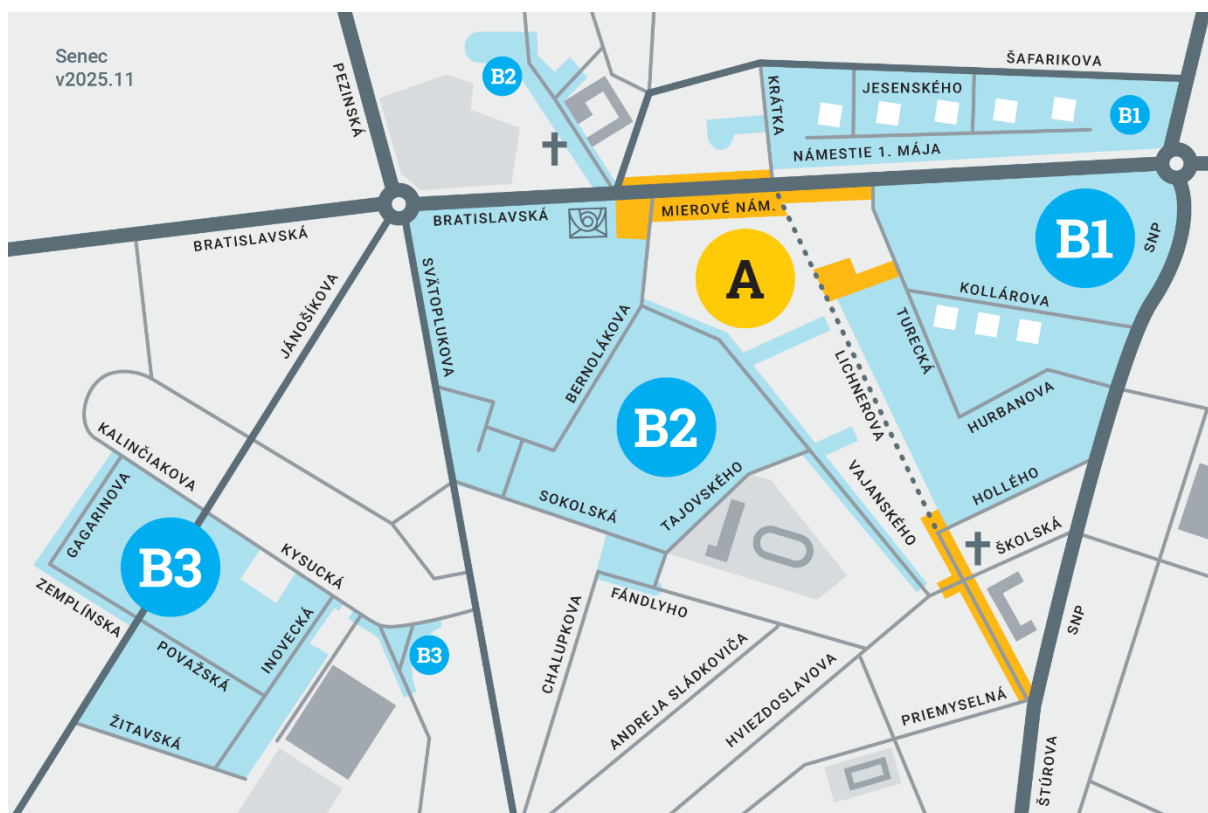 Senec
v2025.11
PEZINSKÁ
B2
ŠAFARIKOVA
KRÁTKA
JESENSKÉHO
B1
NÁMESTIE 1. MÁJA
BRATISLAVSKÁ
BRATISLAVSKÁ
MIEROVÉ NÁM.
A
B1
SNP
JÁNOŠÍKOVA
SVÄTOPLUKOVA
BERNOLÁKOVA
KOLLÁROVA
TURECKÁ
LICHNEROVA
HURBANOVA
B2
KALINČIAKOVA
GAGARINOVA
SOKOLSKÁ
TAJOVSKÉHO
VAJANSKÉHO
HOLLÉHO
ŠKOLSKÁ
B3
KYSUCKÁ
ZEMPLÍNSKA
INOVECKÁ
POVAŽSKÁ
B3
ŽITAVSKÁ
CHALUPKOVA
FÁNDLYHO
ANDREJA SLÁDKOVIČA
HVIEZDOSLAVOVA
PRIEMYSELNÁ
SNP
ŠTÚROVA